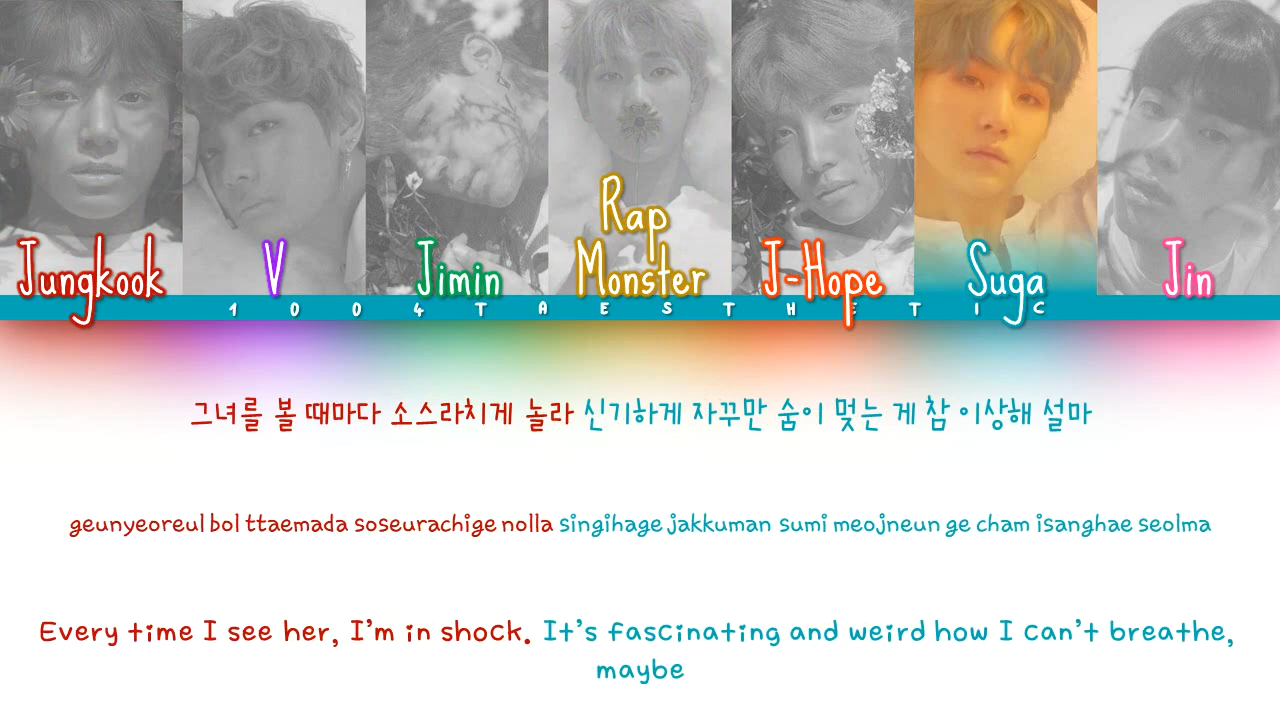 Jungkook V Jimin Rap Monster J-Hope Suga Jin
1004TAESTHETIC
그녀를 볼 때마다 소스라치게 놀라 신기하게 자꾸만 숨이 멎는 게 참 이상해 설마
geunyeoreul bol ttaemada soseurachige nolla singihage jakkuman sumi meojneun ge cham isanghae seolma
Every time I see her, I'm in shock. It's fascinating and weird how I can't breathe,
maybe